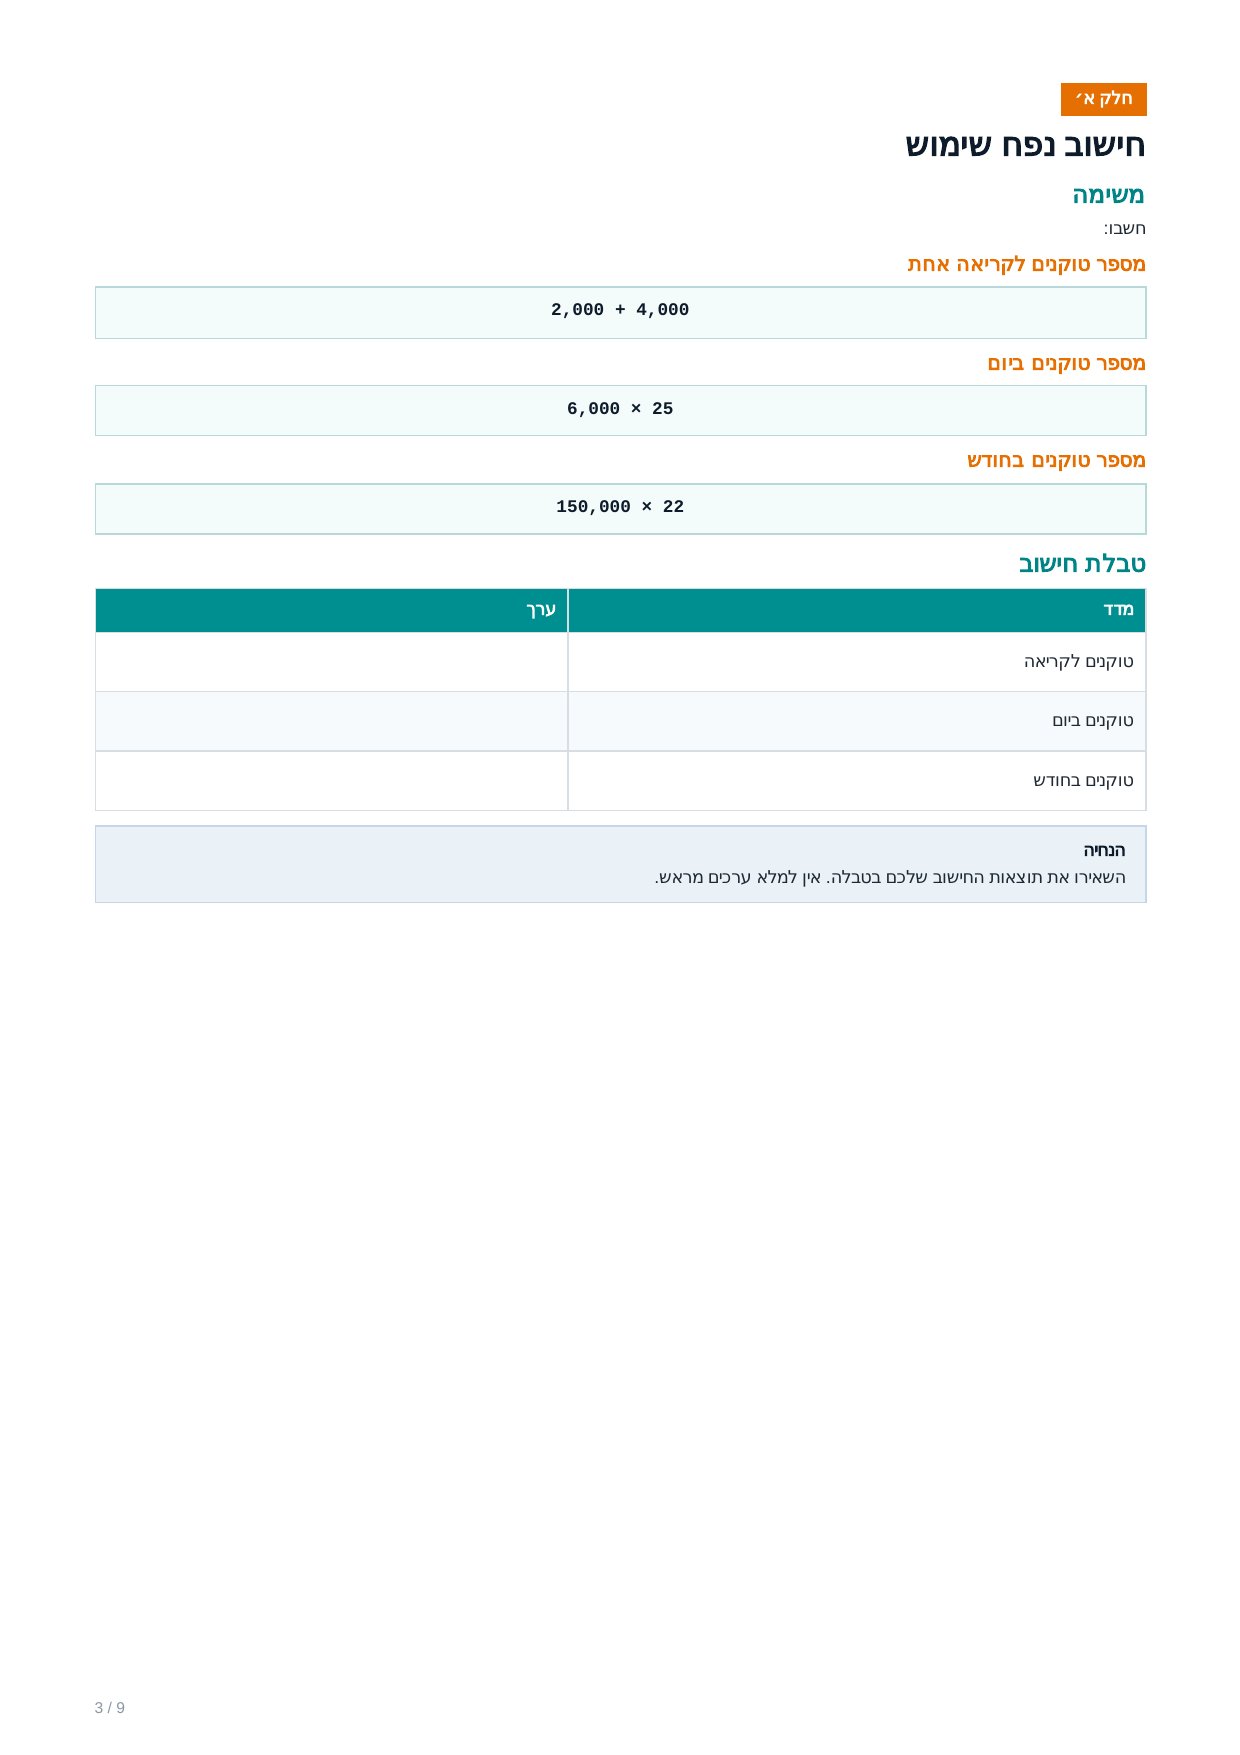 חלק א׳
חישוב נפח שימוש
משימה
חשבו:
מספר טוקנים לקריאה אחת
2,000 + 4,000
מספר טוקנים ביום
6,000 × 25
מספר טוקנים בחודש
150,000 × 22
טבלת חישוב
מדד ערך
טוקנים לקריאה
טוקנים ביום
טוקנים בחודש
הנחיה
השאירו את תוצאות החישוב שלכם בטבלה. אין למלא ערכים מראש.
3 / 9